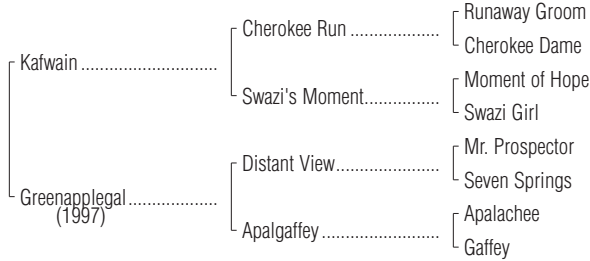 Runaway Groom
Cherokee Run ....................
Cherokee Dame
Kafwain .............................
Moment of Hope
Swazi's Moment.................
Swazi Girl
Mr. Prospector
Distant View.......................
Seven Springs
Greenapplegal...................
(1997)
Apalachee
Apalgaffey..........................
Gaffey